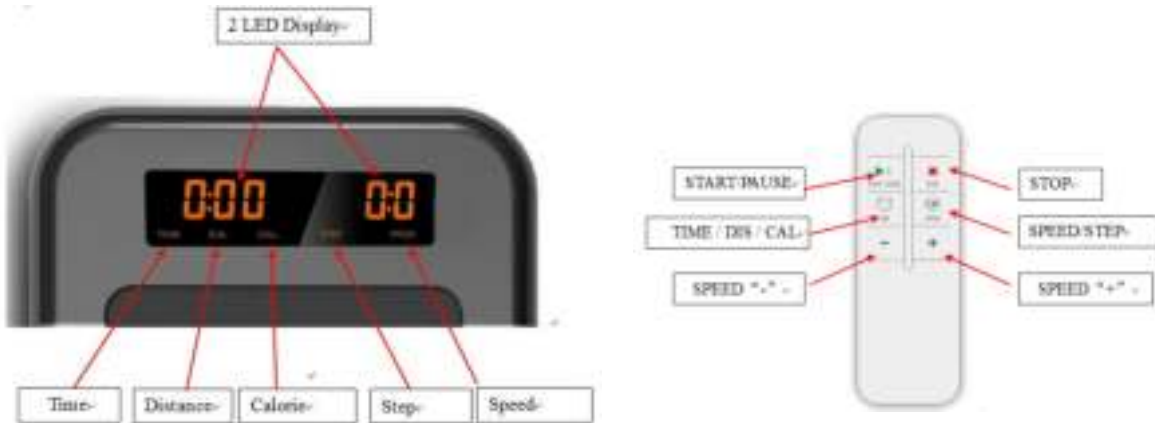 2 LED Display
0:00
0:0
Time
Distance
Calorie
Step
Speed
START/PAUSE
STOP
TIME / DIS / CAL
SPEED/STEP
SPEED “-”
SPEED “+”
-
+